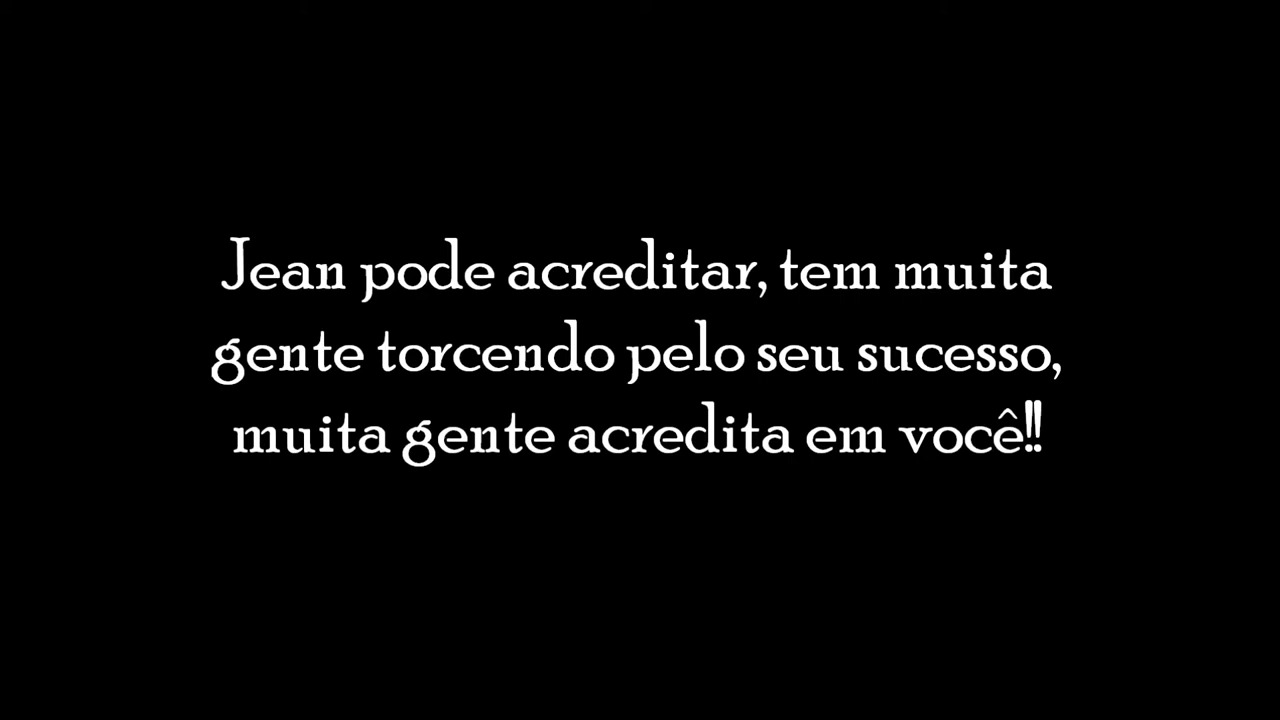 Jean pode acreditar, tem muita
gente torcendo pelo seu sucesso,
muita gente acredita em você!!